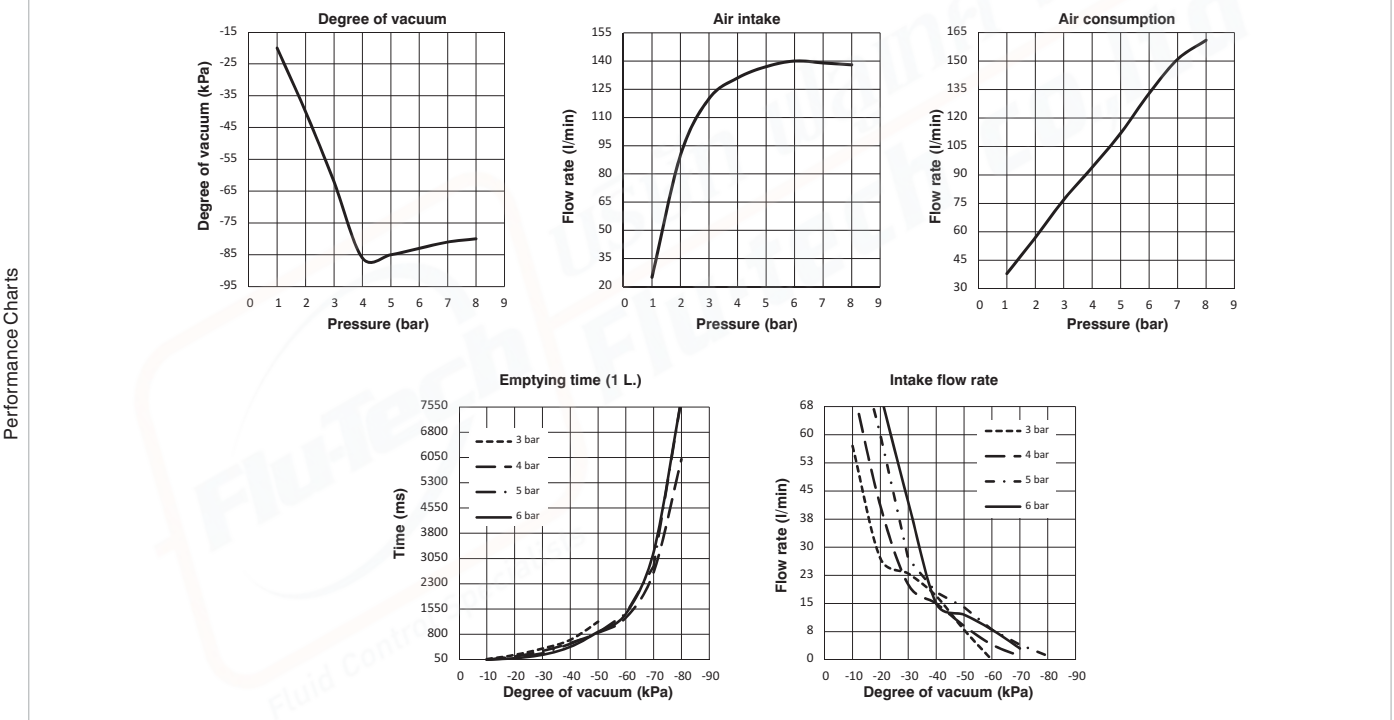 Performance Charts
Degree of vacuum
Degree of vacuum (kPa)
-15
-25
-35
-45
-55
-65
-75
-85
-95
0 1 2 3 4 5 6 7 8 9
Pressure (bar)
Air intake
Flow rate (l/min)
155
140
125
110
95
80
65
50
35
20
0 1 2 3 4 5 6 7 8 9
Pressure (bar)
Air consumption
Flow rate (l/min)
165
150
135
120
105
90
75
60
45
30
0 1 2 3 4 5 6 7 8 9
Pressure (bar)
Emptying time (1 L.)
Time (ms)
7550
6800
6050
5300
4550
3800
3050
2300
1550
800
50
3 bar
4 bar
5 bar
6 bar
0 -10 -20 -30 -40 -50 -60 -70 -80 -90
Degree of vacuum (kPa)
Intake flow rate
Flow rate (l/min)
68
60
53
45
38
30
23
15
8
0
3 bar
4 bar
5 bar
6 bar
0 -10 -20 -30 -40 -50 -60 -70 -80 -90
Degree of vacuum (kPa)
Flu-Tech